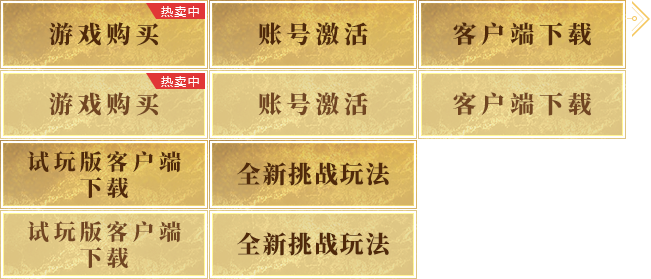 热卖中
游戏购买
账号激活
客户端下载
热卖中
游戏购买
账号激活
客户端下载
试玩版客户端
下载
全新挑战玩法
试玩版客户端
下载
全新挑战玩法